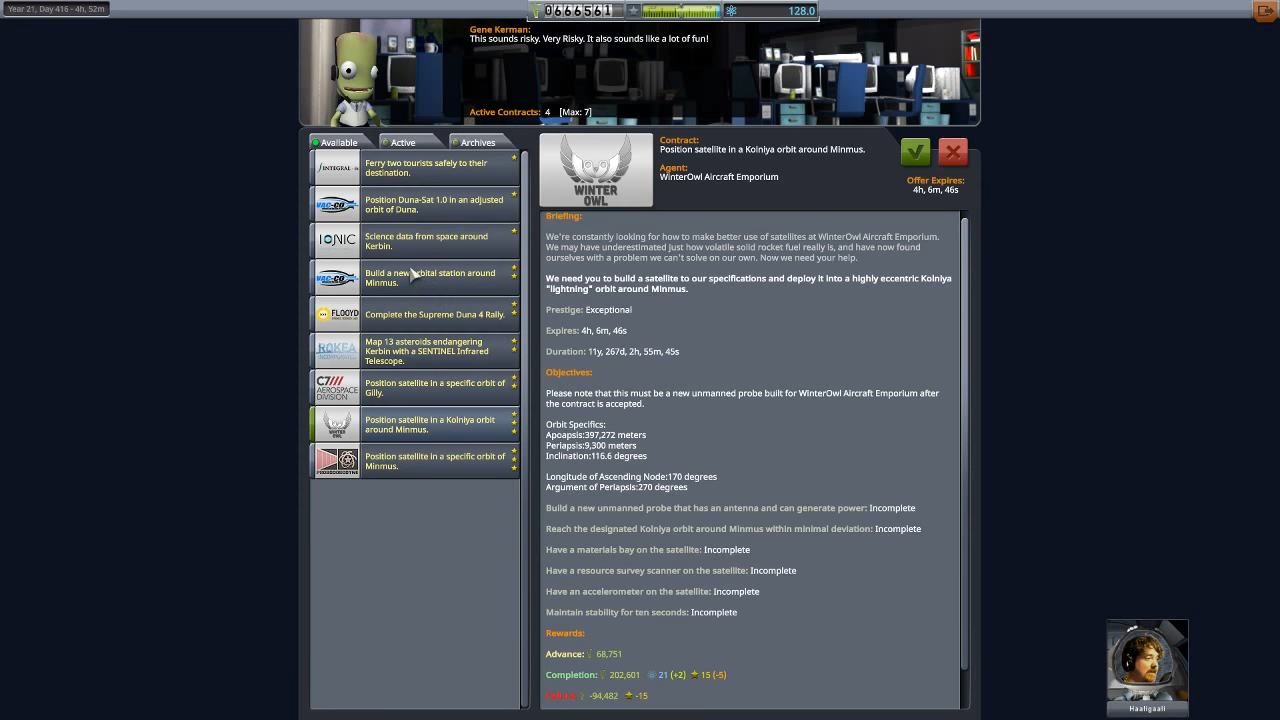 Year 21, Day 416 - 4h, 52m
0666561
128.0
Gene Kerman:
This sounds risky. Very Risky. It also sounds like a lot of fun!
Active Contracts: 4 [Max: 7]
Available
Active
Archives
INTEGRAL
Ferry two tourists safely to their
destination.
VAC-CO
Position Duna-Sat 1.0 in an adjusted
orbit of Duna.
IONIC
Science data from space around
Kerbin.
VAC-CO
Build a new orbital station around
Minmus.
FLOOYD
Complete the Supreme Duna 4 Rally.
ROKEA
INCORPORATED
Map 13 asteroids endangering
Kerbin with a SENTINEL Infrared
Telescope.
C7
AEROSPACE
DIVISION
Position satellite in a specific orbit of
Gilly.
WINTER
OWL
Position satellite in a Kolniya orbit
around Minmus.
PROBODOBODYNE
Position satellite in a specific orbit of
Minmus.
WINTER
OWL
Contract:
Position satellite in a Kolniya orbit around Minmus.
Agent:
WinterOwl Aircraft Emporium
Offer Expires:
4h, 6m, 46s
Briefing:
We're constantly looking for how to make better use of satellites at WinterOwl Aircraft Emporium.
We may have underestimated just how volatile solid rocket fuel really is, and have now found
ourselves with a problem we can't solve on our own. Now we need your help.
We need you to build a satellite to our specifications and deploy it into a highly eccentric Kolniya
"lightning" orbit around Minmus.
Prestige: Exceptional
Expires: 4h, 6m, 46s
Duration: 11y, 267d, 2h, 55m, 45s
Objectives:
Please note that this must be a new unmanned probe built for WinterOwl Aircraft Emporium after
the contract is accepted.
Orbit Specifics:
Apoapsis:397,272 meters
Periapsis:9,300 meters
Inclination:116.6 degrees
Longitude of Ascending Node:170 degrees
Argument of Periapsis:270 degrees
Build a new unmanned probe that has an antenna and can generate power: Incomplete
Reach the designated Kolniya orbit around Minmus within minimal deviation: Incomplete
Have a materials bay on the satellite: Incomplete
Have a resource survey scanner on the satellite: Incomplete
Have an accelerometer on the satellite: Incomplete
Maintain stability for ten seconds: Incomplete
Rewards:
Advance: 68,751
Completion: 202,601 21 (+2) 15 (-5)
Failure: -94,482 -15